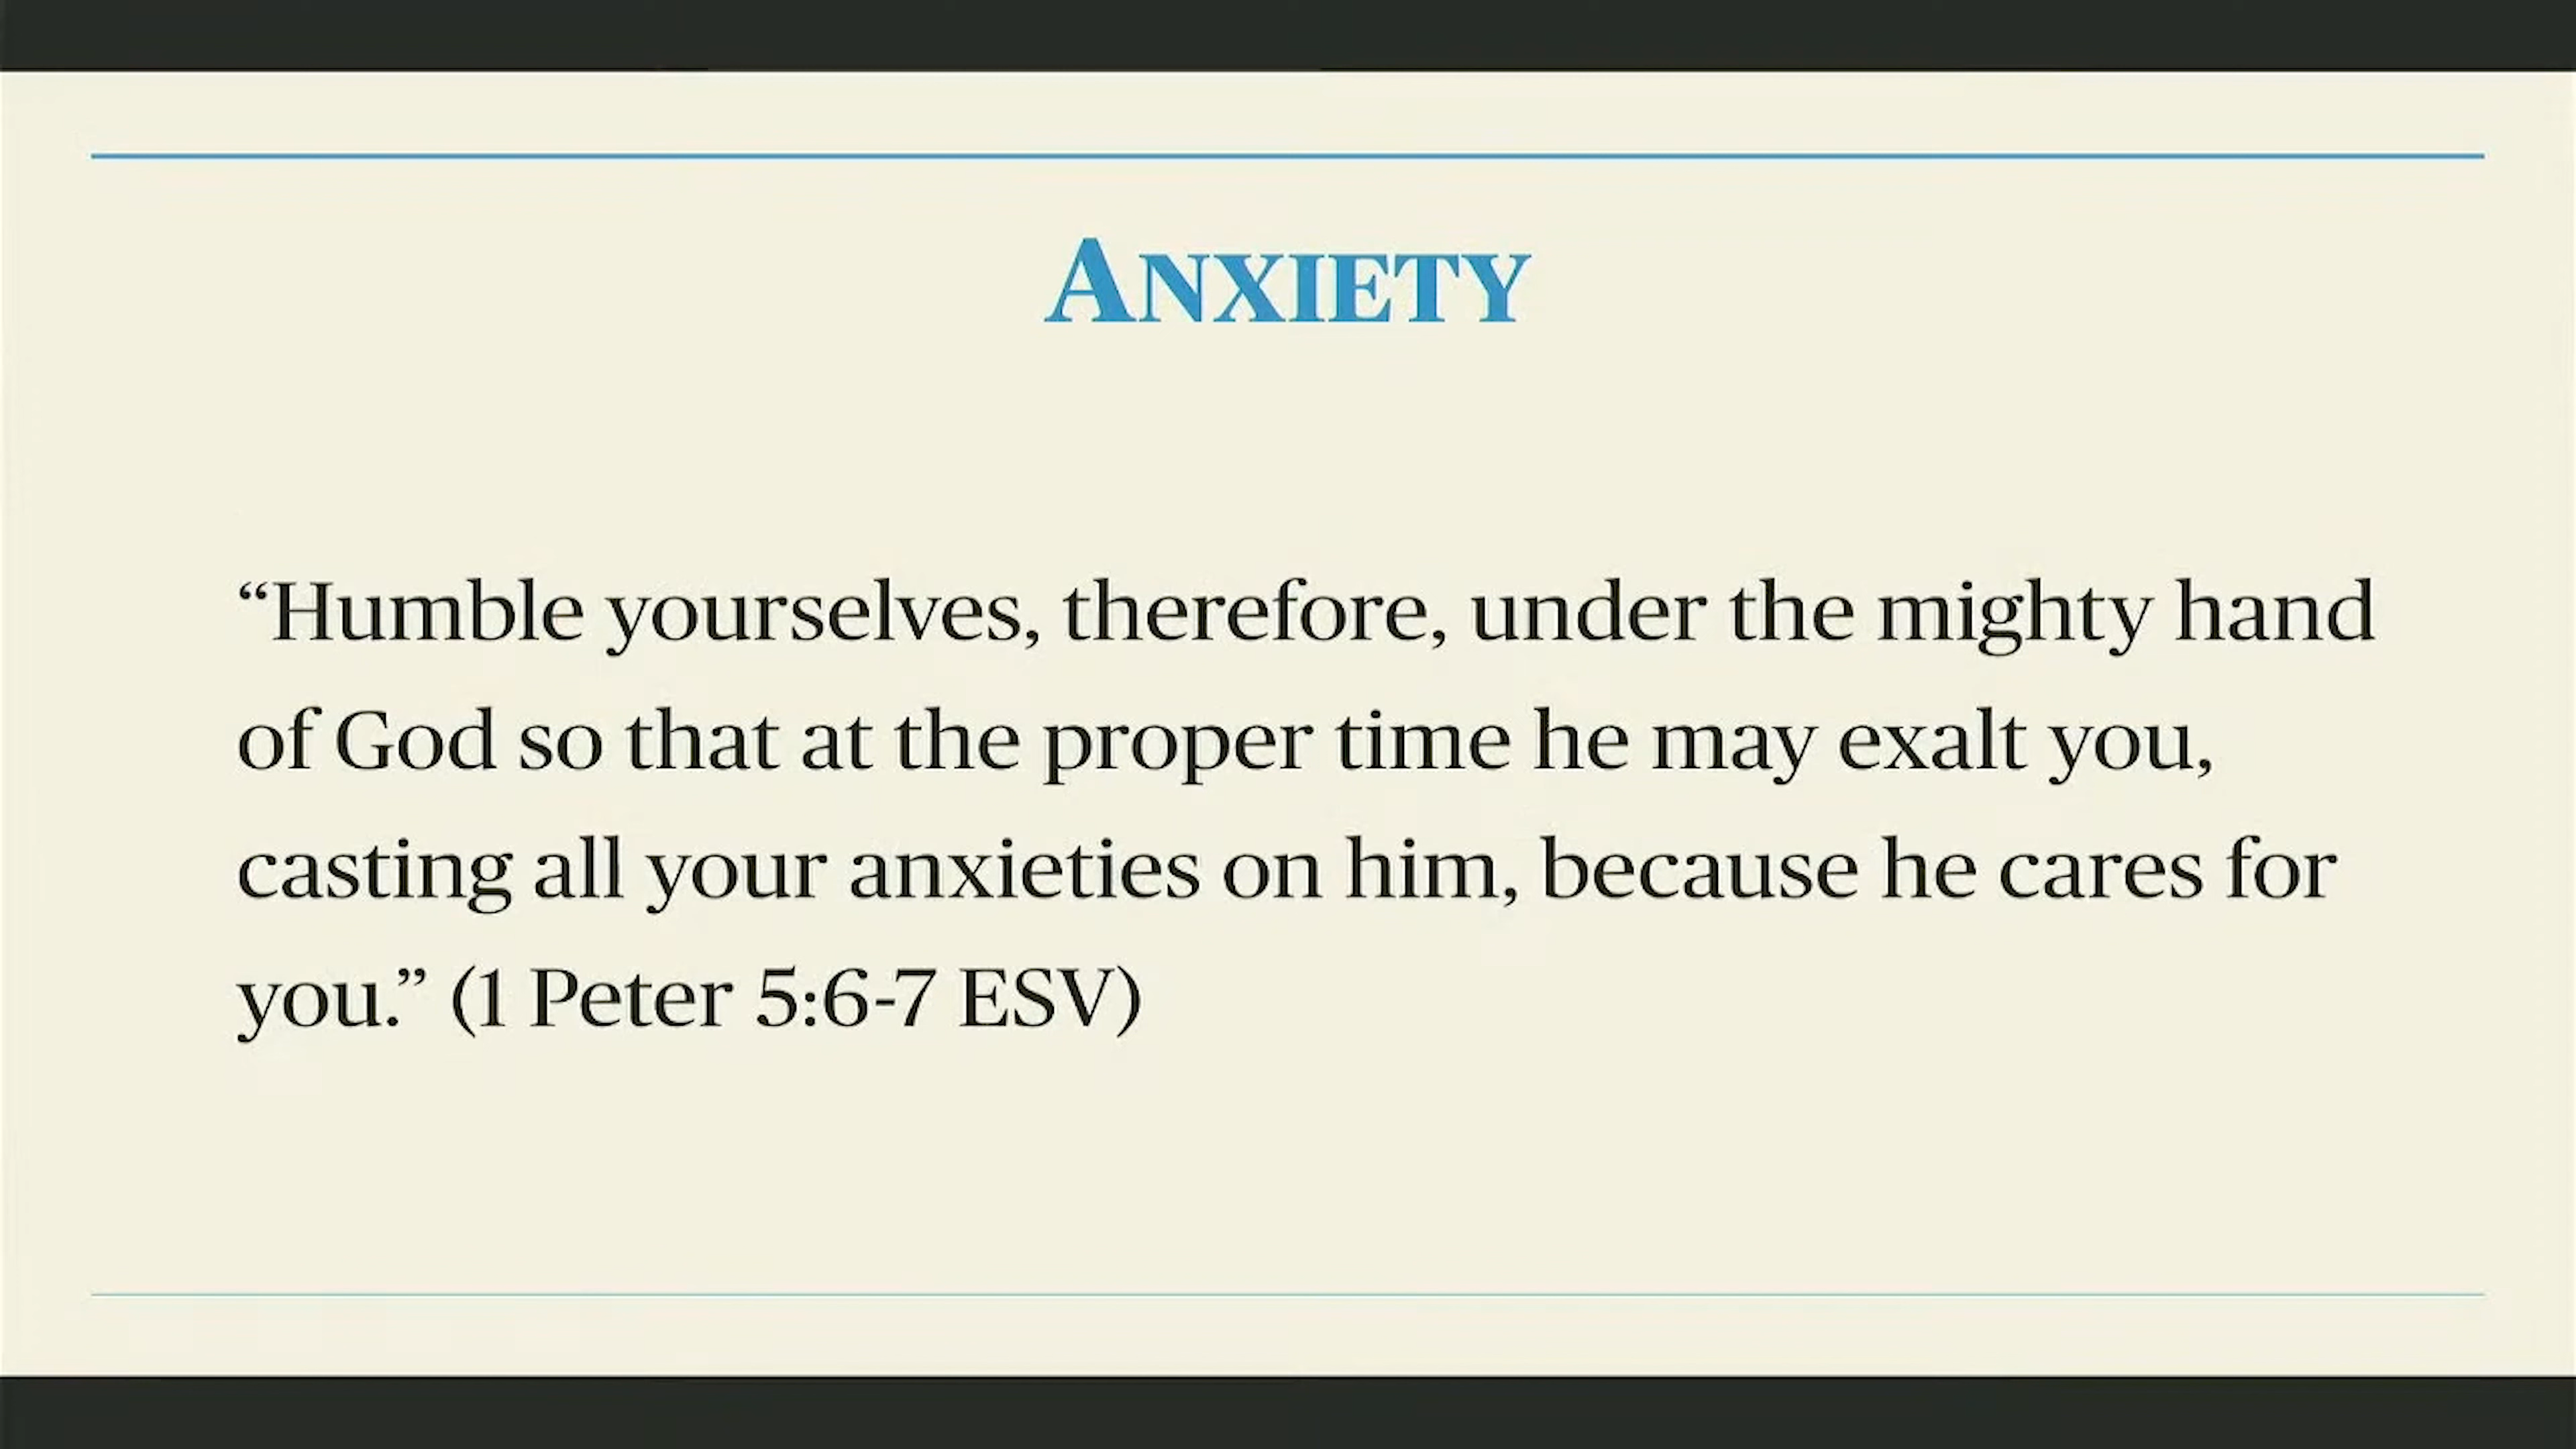 ANXIETY
“Humble yourselves, therefore, under the mighty hand
of God so that at the proper time he may exalt you,
casting all your anxieties on him, because he cares for
you.” (1 Peter 5:6-7 ESV)